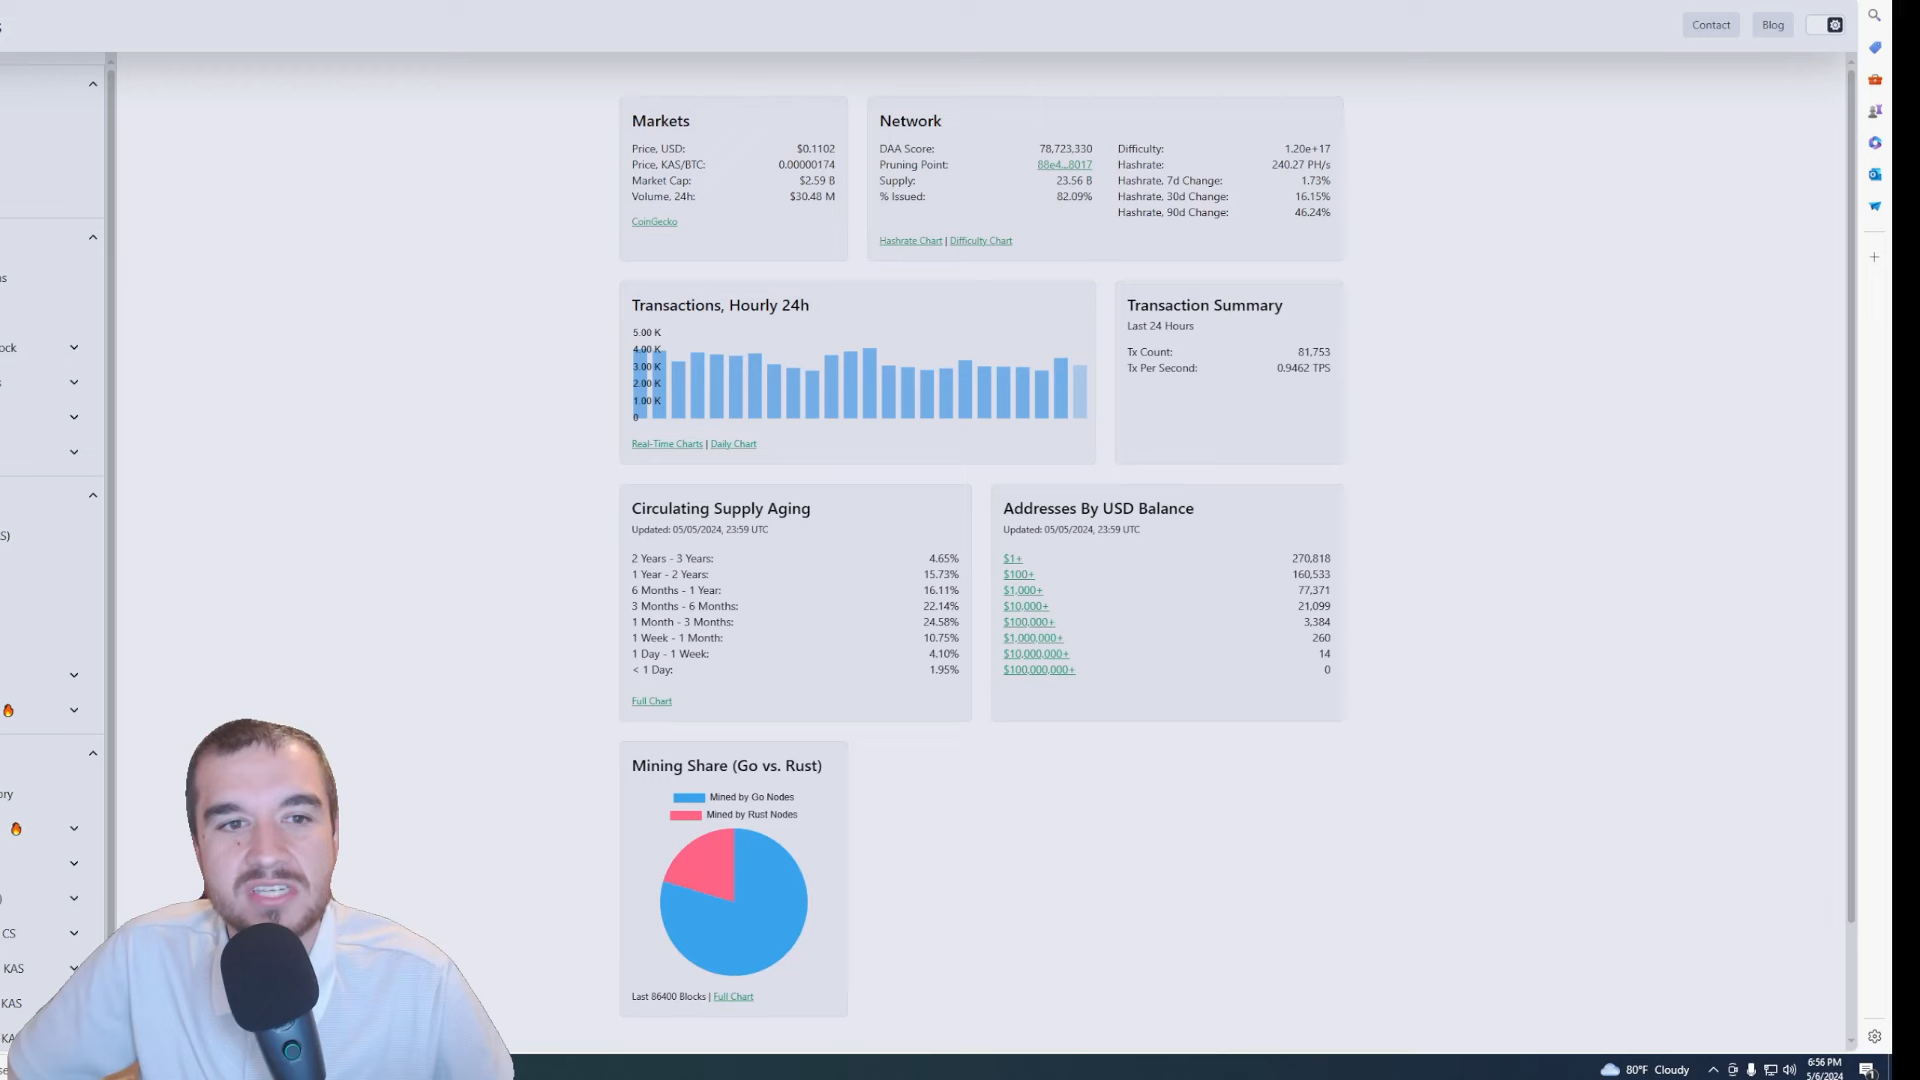 Contact
Blog
Markets
Price, USD: $0.1102
Price, KAS/BTC: 0.00000174
Market Cap: $2.59 B
Volume, 24h: $30.48 M
CoinGecko
Network
DAA Score: 78,723,330
Pruning Point: 88e4...8017
Supply: 23.56 B
% Issued: 82.09%
Difficulty: 1.20e+17
Hashrate: 240.27 PH/s
Hashrate, 7d Change: 1.73%
Hashrate, 30d Change: 16.15%
Hashrate, 90d Change: 46.24%
Hashrate Chart | Difficulty Chart
Transactions, Hourly 24h
5.00 K
4.00 K
3.00 K
2.00 K
1.00 K
0
Real-Time Charts | Daily Chart
Transaction Summary
Last 24 Hours
Tx Count: 81,753
Tx Per Second: 0.9462 TPS
Circulating Supply Aging
Updated: 05/05/2024, 23:59 UTC
2 Years - 3 Years: 4.65%
1 Year - 2 Years: 15.73%
6 Months - 1 Year: 16.11%
3 Months - 6 Months: 22.14%
1 Month - 3 Months: 24.58%
1 Week - 1 Month: 10.75%
1 Day - 1 Week: 4.10%
< 1 Day: 1.95%
Full Chart
Addresses By USD Balance
Updated: 05/05/2024, 23:59 UTC
$1+ 270,818
$100+ 160,533
$1,000+ 77,371
$10,000+ 21,099
$100,000+ 3,384
$1,000,000+ 260
$10,000,000+ 14
$100,000,000+ 0
Mining Share (Go vs. Rust)
Mined by Go Nodes
Mined by Rust Nodes
Last 86400 Blocks | Full Chart
ock
S)
ory
CS
KAS
KAS
80°F Cloudy
6:56 PM
5/6/2024